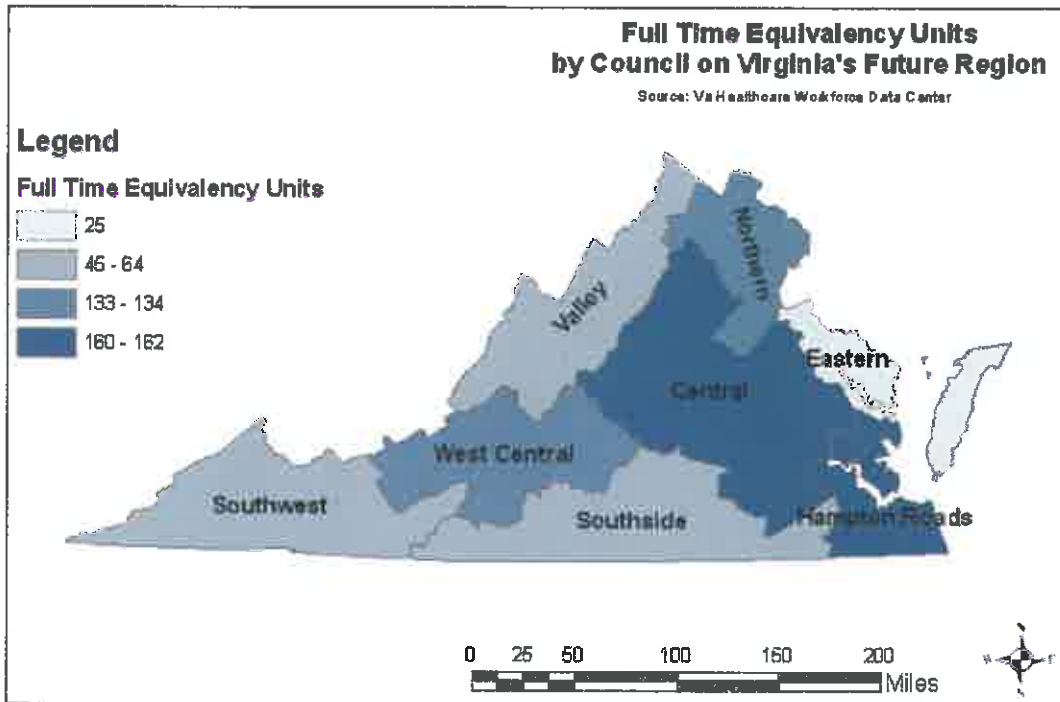 Full Time Equivalency Units
by Council on Virginia's Future Region
Source: Va Healthcare Workforce Data Center
Legend
Full Time Equivalency Units
25
45 - 64
133 - 134
160 - 162
Northern
Valley
Eastern
Central
West Central
Southwest
Southside
Hampton Roads
0 25 50 100 150 200
Miles
W E